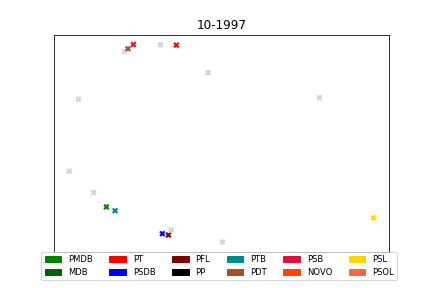 10-1997
PMDB PT PFL PTB PSB PSL
MDB PSDB PP PDT NOVO PSOL